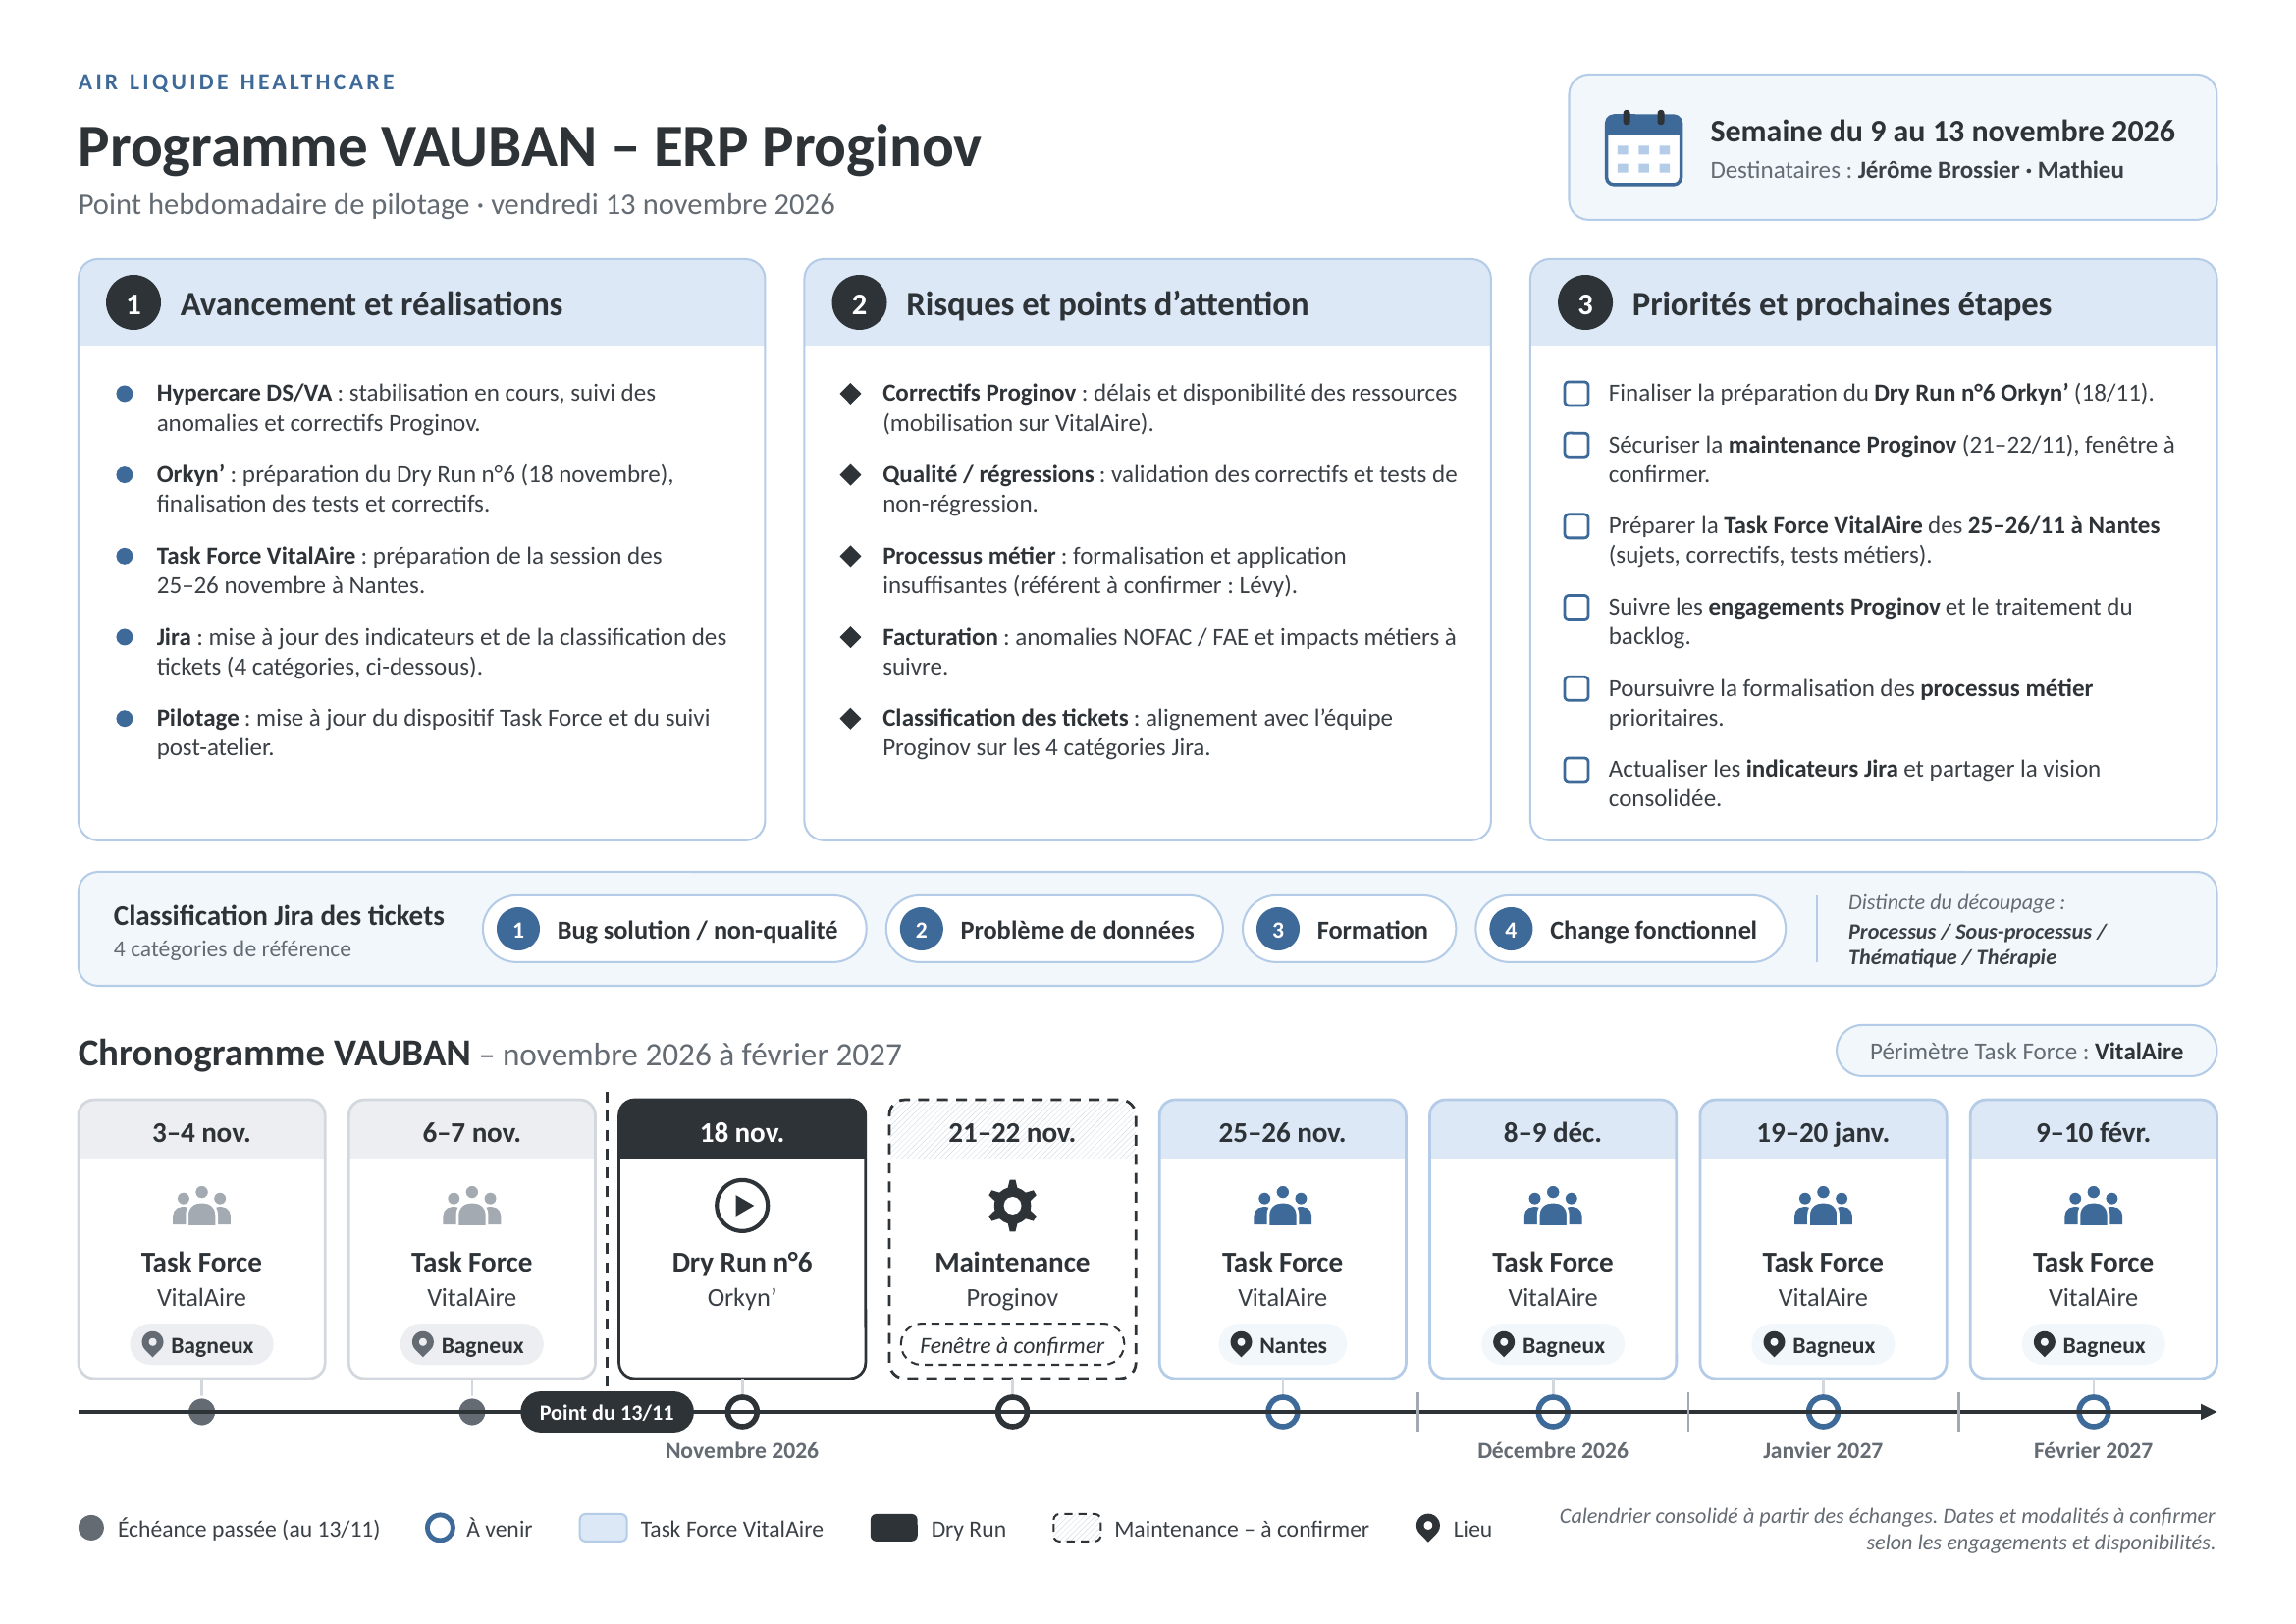 AIR LIQUIDE HEALTHCARE
Programme VAUBAN – ERP Proginov
Point hebdomadaire de pilotage · vendredi 13 novembre 2026
Semaine du 9 au 13 novembre 2026
Destinataires : Jérôme Brossier · Mathieu
1 Avancement et réalisations
Hypercare DS/VA : stabilisation en cours, suivi des
anomalies et correctifs Proginov.
Orkyn’ : préparation du Dry Run n°6 (18 novembre),
finalisation des tests et correctifs.
Task Force VitalAire : préparation de la session des
25–26 novembre à Nantes.
Jira : mise à jour des indicateurs et de la classification des
tickets (4 catégories, ci-dessous).
Pilotage : mise à jour du dispositif Task Force et du suivi
post-atelier.
2 Risques et points d’attention
Correctifs Proginov : délais et disponibilité des ressources
(mobilisation sur VitalAire).
Qualité / régressions : validation des correctifs et tests de
non-régression.
Processus métier : formalisation et application
insuffisantes (référent à confirmer : Lévy).
Facturation : anomalies NOFAC / FAE et impacts métiers à
suivre.
Classification des tickets : alignement avec l’équipe
Proginov sur les 4 catégories Jira.
3 Priorités et prochaines étapes
Finaliser la préparation du Dry Run n°6 Orkyn’ (18/11).
Sécuriser la maintenance Proginov (21–22/11), fenêtre à
confirmer.
Préparer la Task Force VitalAire des 25–26/11 à Nantes
(sujets, correctifs, tests métiers).
Suivre les engagements Proginov et le traitement du
backlog.
Poursuivre la formalisation des processus métier
prioritaires.
Actualiser les indicateurs Jira et partager la vision
consolidée.
Classification Jira des tickets
4 catégories de référence
1 Bug solution / non-qualité
2 Problème de données
3 Formation
4 Change fonctionnel
Distincte du découpage :
Processus / Sous-processus /
Thématique / Thérapie
Chronogramme VAUBAN – novembre 2026 à février 2027
Périmètre Task Force : VitalAire
3–4 nov.
Task Force
VitalAire
Bagneux
6–7 nov.
Task Force
VitalAire
Bagneux
18 nov.
Dry Run n°6
Orkyn’
21–22 nov.
Maintenance
Proginov
Fenêtre à confirmer
25–26 nov.
Task Force
VitalAire
Nantes
8–9 déc.
Task Force
VitalAire
Bagneux
19–20 janv.
Task Force
VitalAire
Bagneux
9–10 févr.
Task Force
VitalAire
Bagneux
Point du 13/11
Novembre 2026
Décembre 2026
Janvier 2027
Février 2027
Échéance passée (au 13/11)
À venir
Task Force VitalAire
Dry Run
Maintenance – à confirmer
Lieu
Calendrier consolidé à partir des échanges. Dates et modalités à confirmer
selon les engagements et disponibilités.